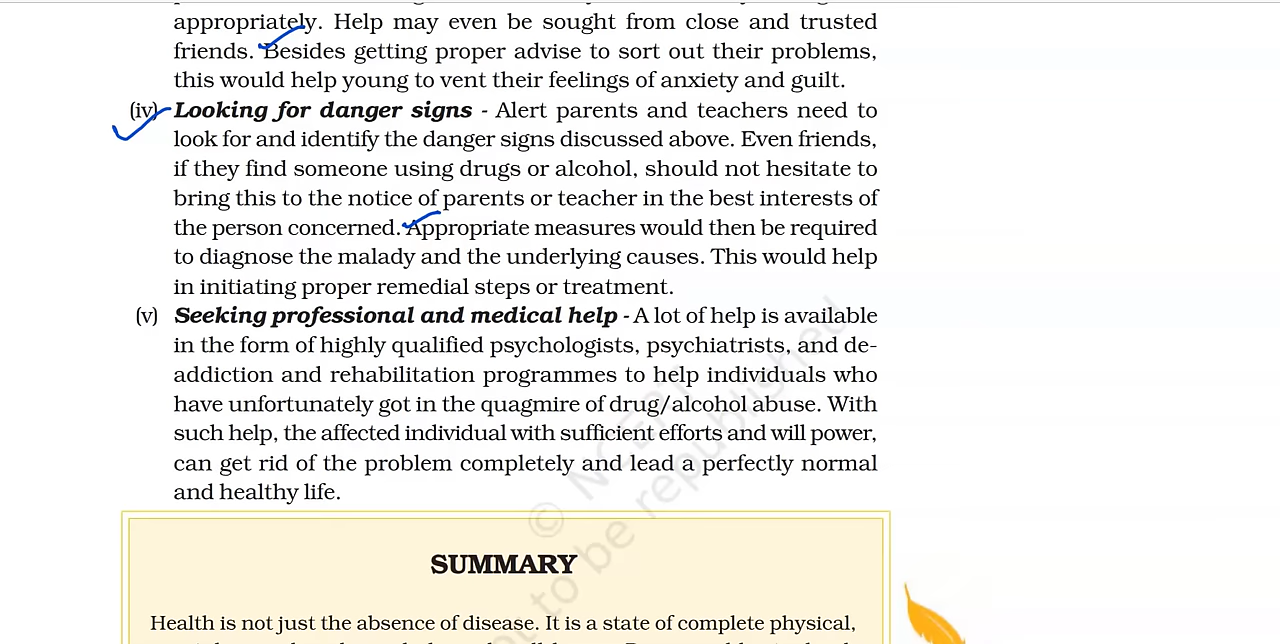 appropriately. Help may even be sought from close and trusted
friends. Besides getting proper advise to sort out their problems,
this would help young to vent their feelings of anxiety and guilt.
(iv) Looking for danger signs - Alert parents and teachers need to
look for and identify the danger signs discussed above. Even friends,
if they find someone using drugs or alcohol, should not hesitate to
bring this to the notice of parents or teacher in the best interests of
the person concerned. Appropriate measures would then be required
to diagnose the malady and the underlying causes. This would help
in initiating proper remedial steps or treatment.
(v) Seeking professional and medical help - A lot of help is available
in the form of highly qualified psychologists, psychiatrists, and de-
addiction and rehabilitation programmes to help individuals who
have unfortunately got in the quagmire of drug/alcohol abuse. With
such help, the affected individual with sufficient efforts and will power,
can get rid of the problem completely and lead a perfectly normal
and healthy life.
© NCERT
to be republished
SUMMARY
Health is not just the absence of disease. It is a state of complete physical,